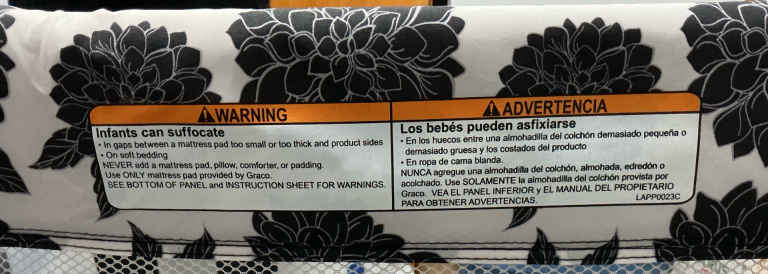 WARNING
Infants can suffocate
• In gaps between a mattress pad too small or too thick and product sides
• On soft bedding
NEVER add a mattress pad, pillow, comforter, or padding.
Use ONLY mattress pad provided by Graco.
SEE BOTTOM OF PANEL and INSTRUCTION SHEET FOR WARNINGS.
ADVERTENCIA
Los bebés pueden asfixiarse
• En los huecos entre una almohadilla del colchón demasiado pequeña o
demasiado gruesa y los costados del producto
• En ropa de cama blanda.
NUNCA agregue una almohadilla del colchón, almohada, edredón o
acolchado. Use SOLAMENTE la almohadilla del colchón provista por
Graco. VEA EL PANEL INFERIOR y EL MANUAL DEL PROPIETARIO
PARA OBTENER ADVERTENCIAS. LAPP0023C